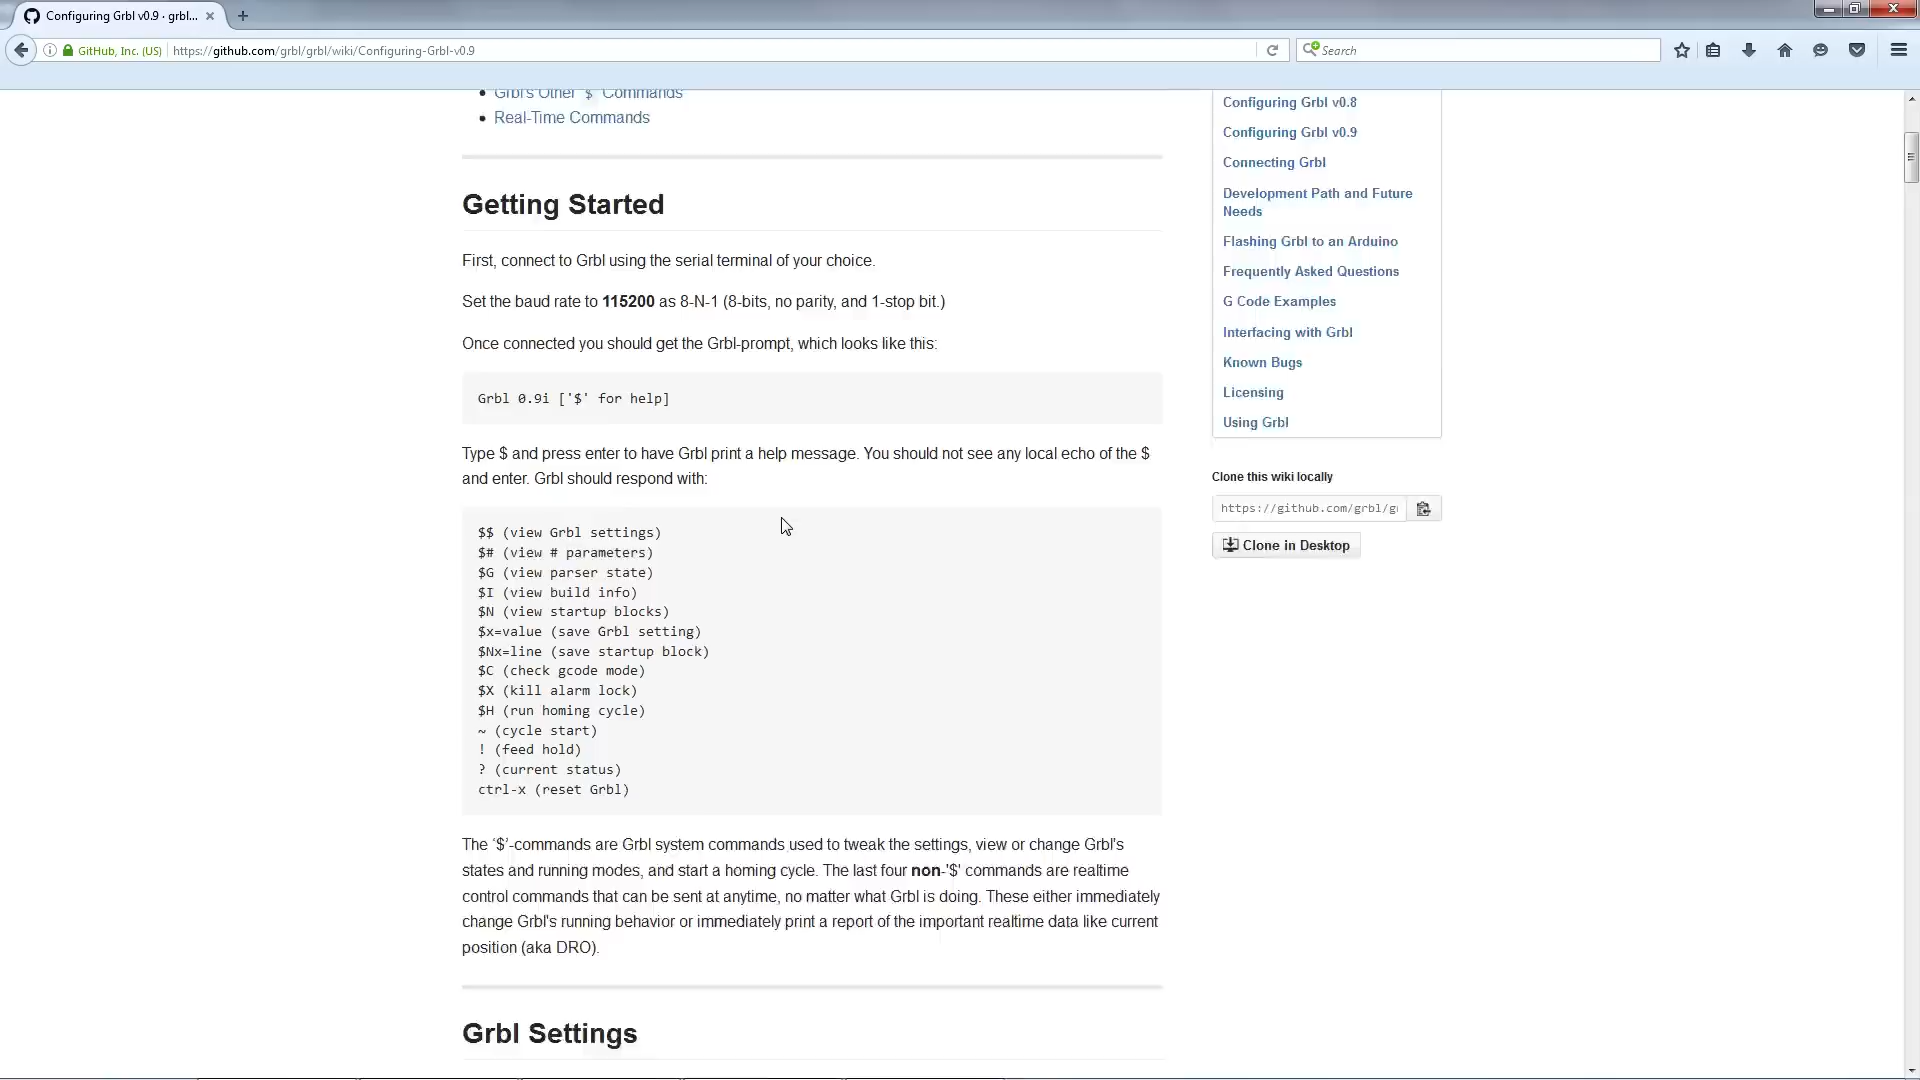 Configuring Grbl v0.9 · grbl...
GitHub, Inc. (US)
https://github.com/grbl/grbl/wiki/Configuring-Grbl-v0.9
Search
Grbl's Other '$' Commands
Real-Time Commands
Getting Started
First, connect to Grbl using the serial terminal of your choice.
Set the baud rate to 115200 as 8-N-1 (8-bits, no parity, and 1-stop bit.)
Once connected you should get the Grbl-prompt, which looks like this:
Grbl 0.9i ['$' for help]
Type $ and press enter to have Grbl print a help message. You should not see any local echo of the $
and enter. Grbl should respond with:
$$ (view Grbl settings)
$# (view # parameters)
$G (view parser state)
$I (view build info)
$N (view startup blocks)
$x=value (save Grbl setting)
$Nx=line (save startup block)
$C (check gcode mode)
$X (kill alarm lock)
$H (run homing cycle)
~ (cycle start)
! (feed hold)
? (current status)
ctrl-x (reset Grbl)
The ‘$’-commands are Grbl system commands used to tweak the settings, view or change Grbl's
states and running modes, and start a homing cycle. The last four non-'$' commands are realtime
control commands that can be sent at anytime, no matter what Grbl is doing. These either immediately
change Grbl's running behavior or immediately print a report of the important realtime data like current
position (aka DRO).
Grbl Settings
Configuring Grbl v0.8
Configuring Grbl v0.9
Connecting Grbl
Development Path and Future
Needs
Flashing Grbl to an Arduino
Frequently Asked Questions
G Code Examples
Interfacing with Grbl
Known Bugs
Licensing
Using Grbl
Clone this wiki locally
https://github.com/grbl/g
Clone in Desktop